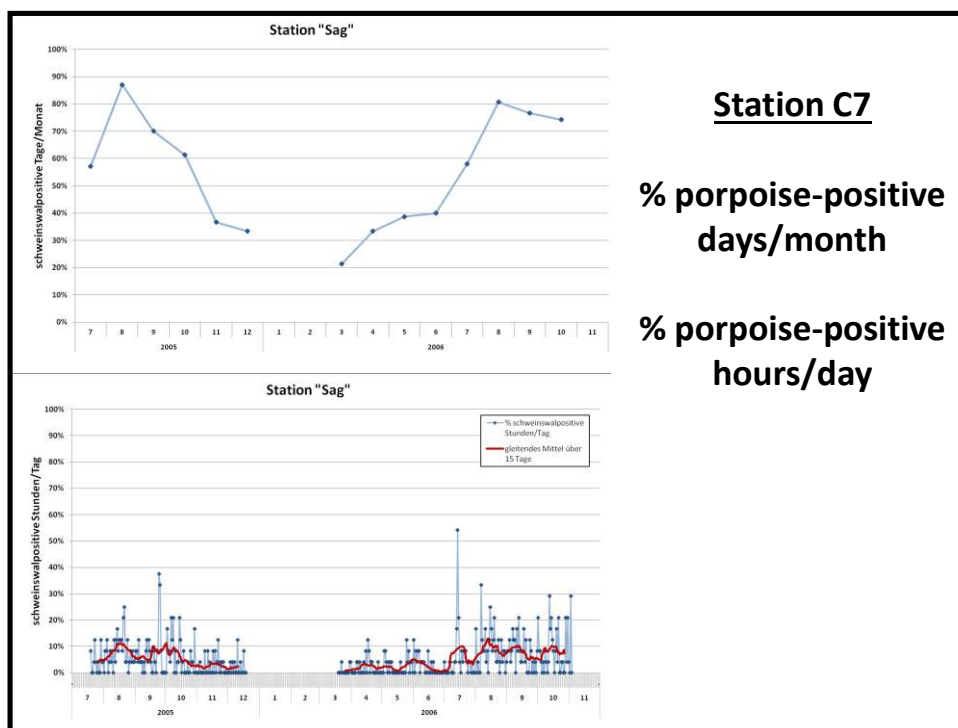 Station "Sag"
schweinswalpositive Tage/Monat
100%
90%
80%
70%
60%
50%
40%
30%
20%
10%
0%
7 8 9 10 11 12 1 2 3 4 5 6 7 8 9 10 11
2005 2006
Station "Sag"
schweinswalpositive Stunden/Tag
100%
90%
80%
70%
60%
50%
40%
30%
20%
10%
0%
% schweinswalpositive
Stunden/Tag
gleitendes Mittel über
15 Tage
7 8 9 10 11 12 1 2 3 4 5 6 7 8 9 10 11
2005 2006
Station C7
% porpoise-positive
days/month
% porpoise-positive
hours/day